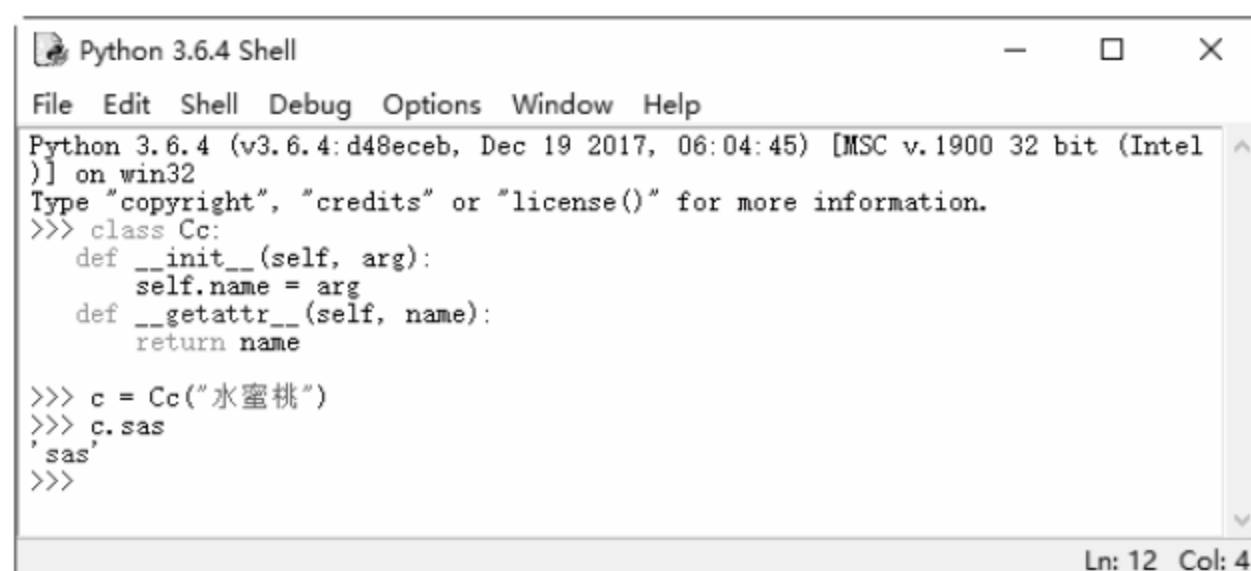 Python 3.6.4 Shell
File Edit Shell Debug Options Window Help
Python 3.6.4 (v3.6.4:d48eceb, Dec 19 2017, 06:04:45) [MSC v.1900 32 bit (Intel
)] on win32
Type "copyright", "credits" or "license()" for more information.
>>> class Cc:
    def __init__(self, arg):
        self.name = arg
    def __getattr__(self, name):
        return name
>>> c = Cc("水蜜桃")
>>> c.sas
'sas'
>>>
Ln: 12 Col: 4